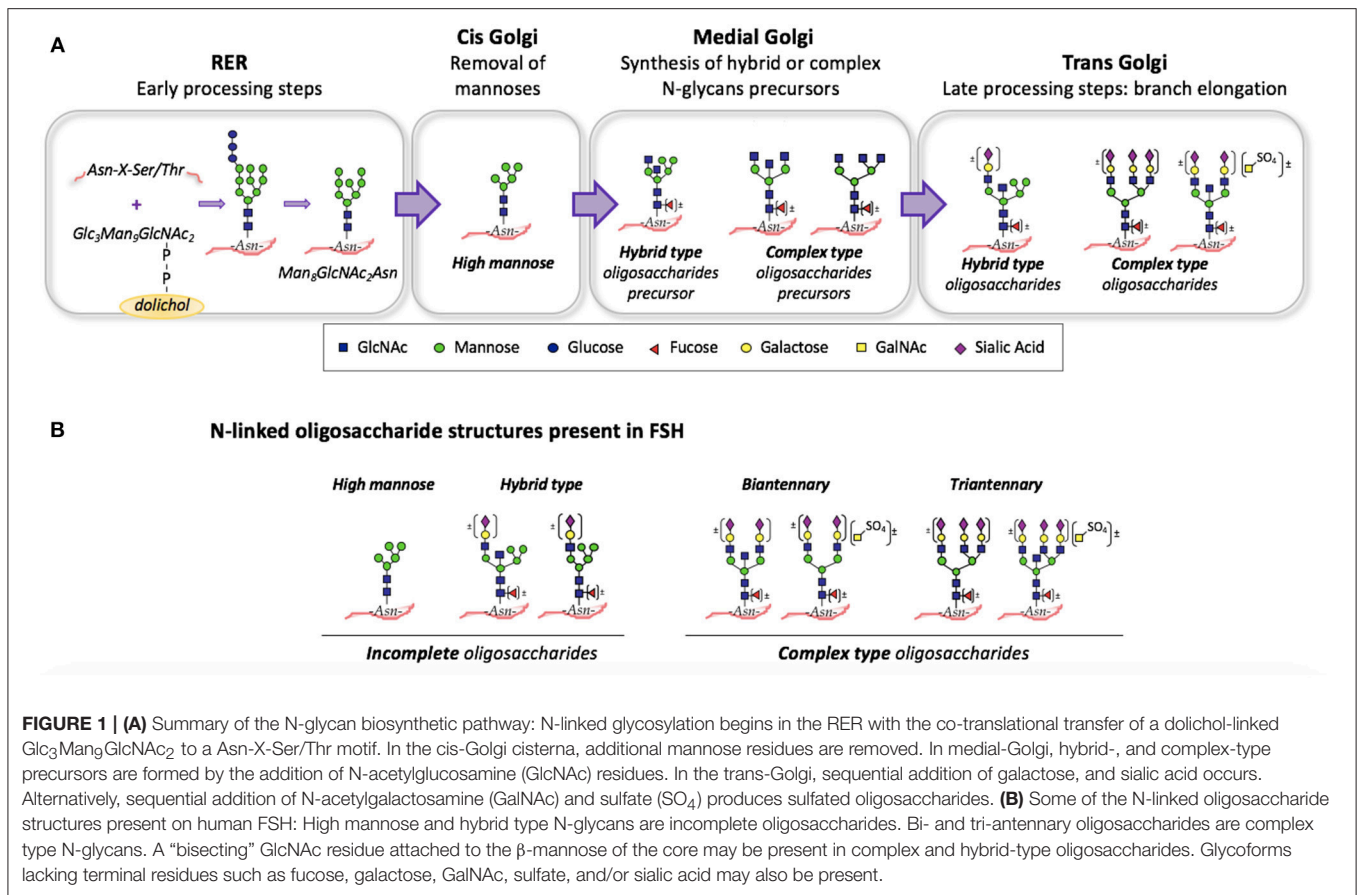 A
RER
Early processing steps
Cis Golgi
Removal of
mannoses
Medial Golgi
Synthesis of hybrid or complex
N-glycans precursors
Trans Golgi
Late processing steps: branch elongation
Asn-X-Ser/Thr
+
Glc₃Man₉GlcNAc₂
P
P
dolichol
-Asn-
-Asn-
Man₈GlcNAc₂Asn
-Asn-
High mannose
±
-Asn-
Hybrid type
oligosaccharides
precursor
±
-Asn-
±
-Asn-
Complex type
oligosaccharides
precursors
±
±
-Asn-
Hybrid type
oligosaccharides
±
±
-Asn-
±
SO₄
±
±
-Asn-
Complex type
oligosaccharides
GlcNAc
Mannose
Glucose
Fucose
Galactose
GalNAc
Sialic Acid
B
N-linked oligosaccharide structures present in FSH
High mannose
Hybrid type
Biantennary
Triantennary
-Asn-
±
±
-Asn-
±
±
-Asn-
±
±
-Asn-
±
SO₄
±
±
-Asn-
±
±
-Asn-
±
SO₄
±
±
-Asn-
Incomplete oligosaccharides
Complex type oligosaccharides
FIGURE 1 | (A) Summary of the N-glycan biosynthetic pathway: N-linked glycosylation begins in the RER with the co-translational transfer of a dolichol-linked
Glc₃Man₉GlcNAc₂ to a Asn-X-Ser/Thr motif. In the cis-Golgi cisterna, additional mannose residues are removed. In medial-Golgi, hybrid-, and complex-type
precursors are formed by the addition of N-acetylglucosamine (GlcNAc) residues. In the trans-Golgi, sequential addition of galactose, and sialic acid occurs.
Alternatively, sequential addition of N-acetylgalactosamine (GalNAc) and sulfate (SO₄) produces sulfated oligosaccharides. (B) Some of the N-linked oligosaccharide
structures present on human FSH: High mannose and hybrid type N-glycans are incomplete oligosaccharides. Bi- and tri-antennary oligosaccharides are complex
type N-glycans. A “bisecting” GlcNAc residue attached to the β-mannose of the core may be present in complex and hybrid-type oligosaccharides. Glycoforms
lacking terminal residues such as fucose, galactose, GalNAc, sulfate, and/or sialic acid may also be present.